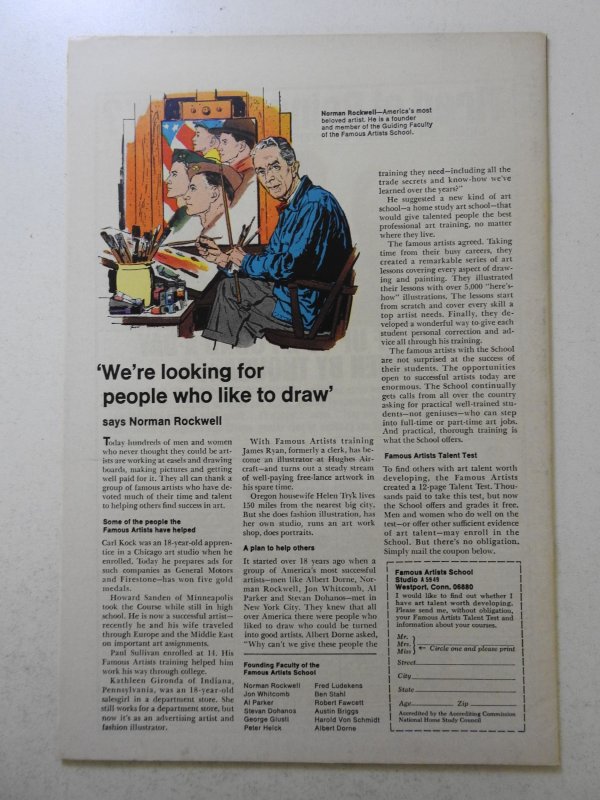 Norman Rockwell—America's most
beloved artist. He is a founder
and member of the Guiding Faculty
of the Famous Artists School.
'We're looking for
people who like to draw'
says Norman Rockwell
Today hundreds of men and women
who never thought they could be art-
ists are working at easels and drawing
boards, making pictures and getting
well paid for it. They all can thank a
group of famous artists who have de-
voted much of their time and talent
to helping others find success in art.
Some of the people the
Famous Artists have helped
Carl Kock was an 18-year-old appren-
tice in a Chicago art studio when he
enrolled. Today he prepares ads for
such companies as General Motors
and Firestone—has won five gold
medals.
Howard Sanden of Minneapolis
took the Course while still in high
school. He is now a successful artist—
recently he and his wife traveled
through Europe and the Middle East
on important art assignments.
Paul Sullivan enrolled at 14. His
Famous Artists training helped him
work his way through college.
Kathleen Gironda of Indiana,
Pennsylvania, was an 18-year-old
salesgirl in a department store. She
still works for a department store, but
now it's as an advertising artist and
fashion illustrator.
With Famous Artists training
James Ryan, formerly a clerk, has be-
come an illustrator at Hughes Air-
craft—and turns out a steady stream
of well-paying free-lance artwork in
his spare time.
Oregon housewife Helen Tryk lives
150 miles from the nearest big city.
But she does fashion illustration, has
her own studio, runs an art work
shop, does portraits.
A plan to help others
It started over 18 years ago when a
group of America's most successful
artists—men like Albert Dorne, Nor-
man Rockwell, Jon Whitcomb, Al
Parker and Stevan Dohanos—met in
New York City. They knew that all
over America there were people who
liked to draw who could be turned
into good artists. Albert Dorne asked,
"Why can't we give these people the
Founding Faculty of the
Famous Artists School
Norman Rockwell
Jon Whitcomb
Al Parker
Stevan Dohanos
George Giusti
Peter Helck
Fred Ludekens
Ben Stahl
Robert Fawcett
Austin Briggs
Harold Von Schmidt
Albert Dorne
training they need—including all the
trade secrets and know-how we've
learned over the years?"
He suggested a new kind of art
school—a home study art school—that
would give talented people the best
professional art training, no matter
where they live.
The famous artists agreed. Taking
time from their busy careers, they
created a remarkable series of art
lessons covering every aspect of draw-
ing and painting. They illustrated
their lessons with over 5,000 "here's-
how" illustrations. The lessons start
from scratch and cover every skill a
top artist needs. Finally, they de-
veloped a wonderful way to give each
student personal correction and ad-
vice all through his training.
The famous artists with the School
are not surprised at the success of
their students. The opportunities
open to successful artists today are
enormous. The School continually
gets calls from all over the country
asking for practical well-trained stu-
dents—not geniuses—who can step
into full-time or part-time art jobs.
And practical, thorough training is
what the School offers.
Famous Artists Talent Test
To find others with art talent worth
developing, the Famous Artists
created a 12-page Talent Test. Thou-
sands paid to take this test, but now
the School offers and grades it free.
Men and women who do well on the
test—or offer other sufficient evidence
of art talent—may enroll in the
School. But there's no obligation.
Simply mail the coupon below.
Famous Artists School
Studio A5949
Westport, Conn. 06880
I would like to find out whether I
have art talent worth developing.
Please send me, without obligation,
your Famous Artists Talent Test and
information about your courses.
Mr.
Mrs. ← Circle one and please print
Miss
Street
City
State
Age Zip
Accredited by the Accrediting Commission
National Home Study Council